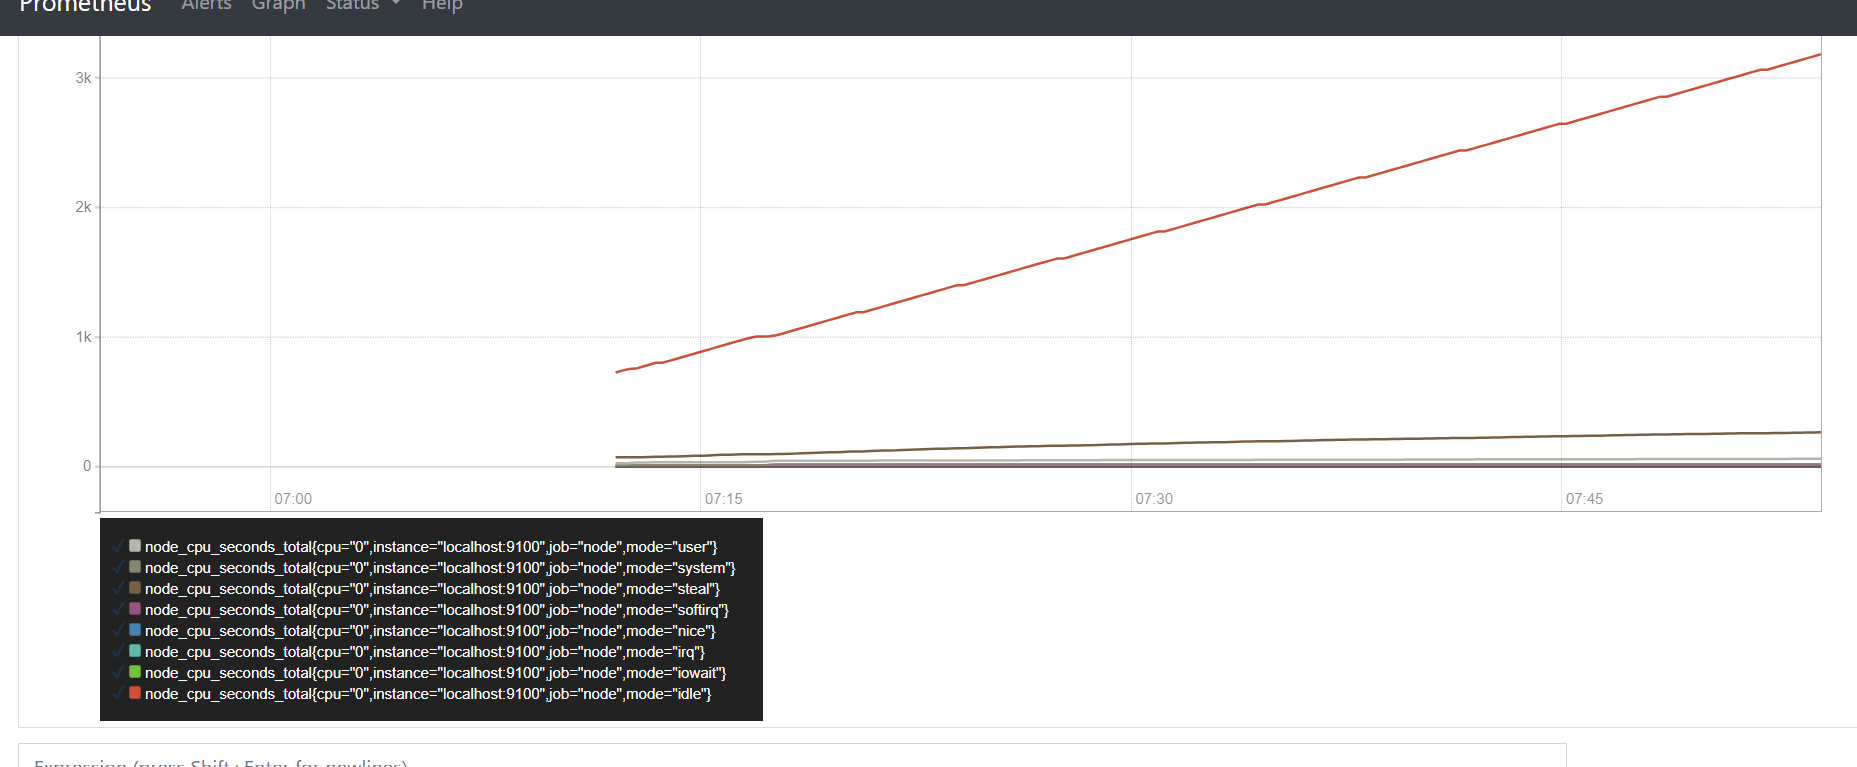 Prometheus Alerts Graph Status Help
3k
2k
1k
0
07:00 07:15 07:30 07:45
node_cpu_seconds_total{cpu="0",instance="localhost:9100",job="node",mode="user"}
node_cpu_seconds_total{cpu="0",instance="localhost:9100",job="node",mode="system"}
node_cpu_seconds_total{cpu="0",instance="localhost:9100",job="node",mode="steal"}
node_cpu_seconds_total{cpu="0",instance="localhost:9100",job="node",mode="softirq"}
node_cpu_seconds_total{cpu="0",instance="localhost:9100",job="node",mode="nice"}
node_cpu_seconds_total{cpu="0",instance="localhost:9100",job="node",mode="irq"}
node_cpu_seconds_total{cpu="0",instance="localhost:9100",job="node",mode="iowait"}
node_cpu_seconds_total{cpu="0",instance="localhost:9100",job="node",mode="idle"}
Expression (press Shift+Enter for newlines)